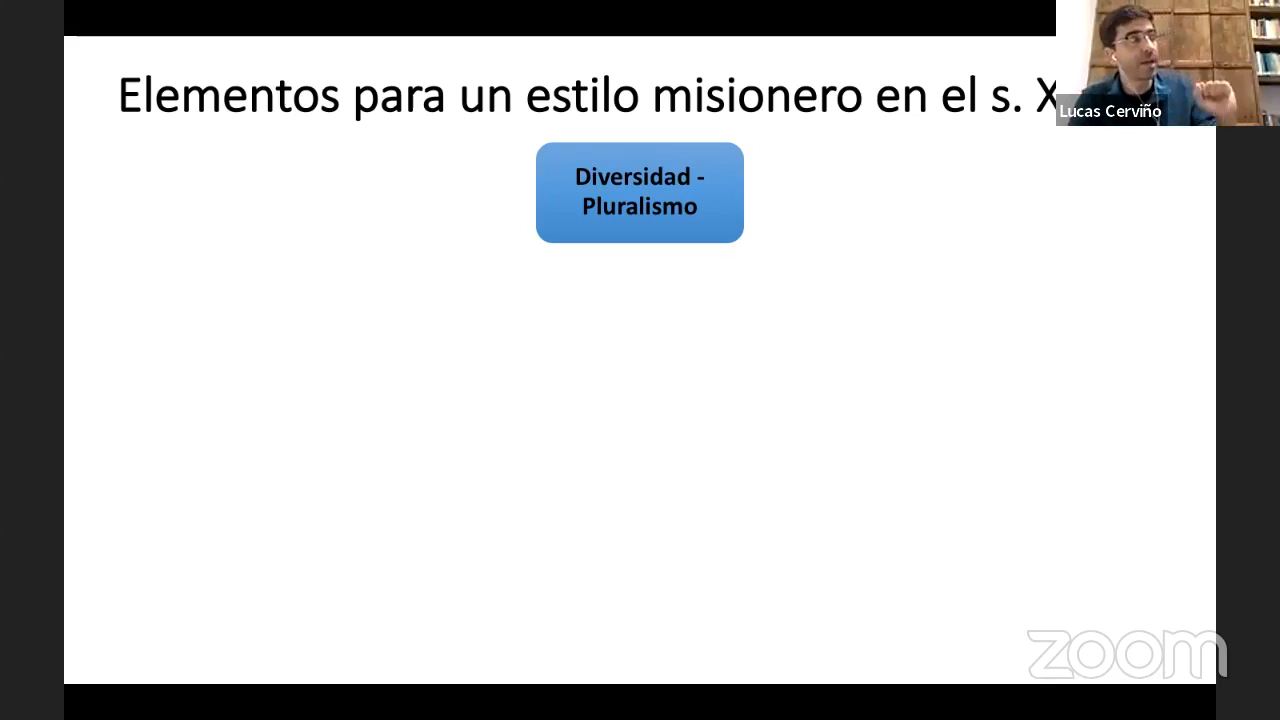 Elementos para un estilo misionero en el s. X
Lucas Cerviño
Diversidad -
Pluralismo
zoom